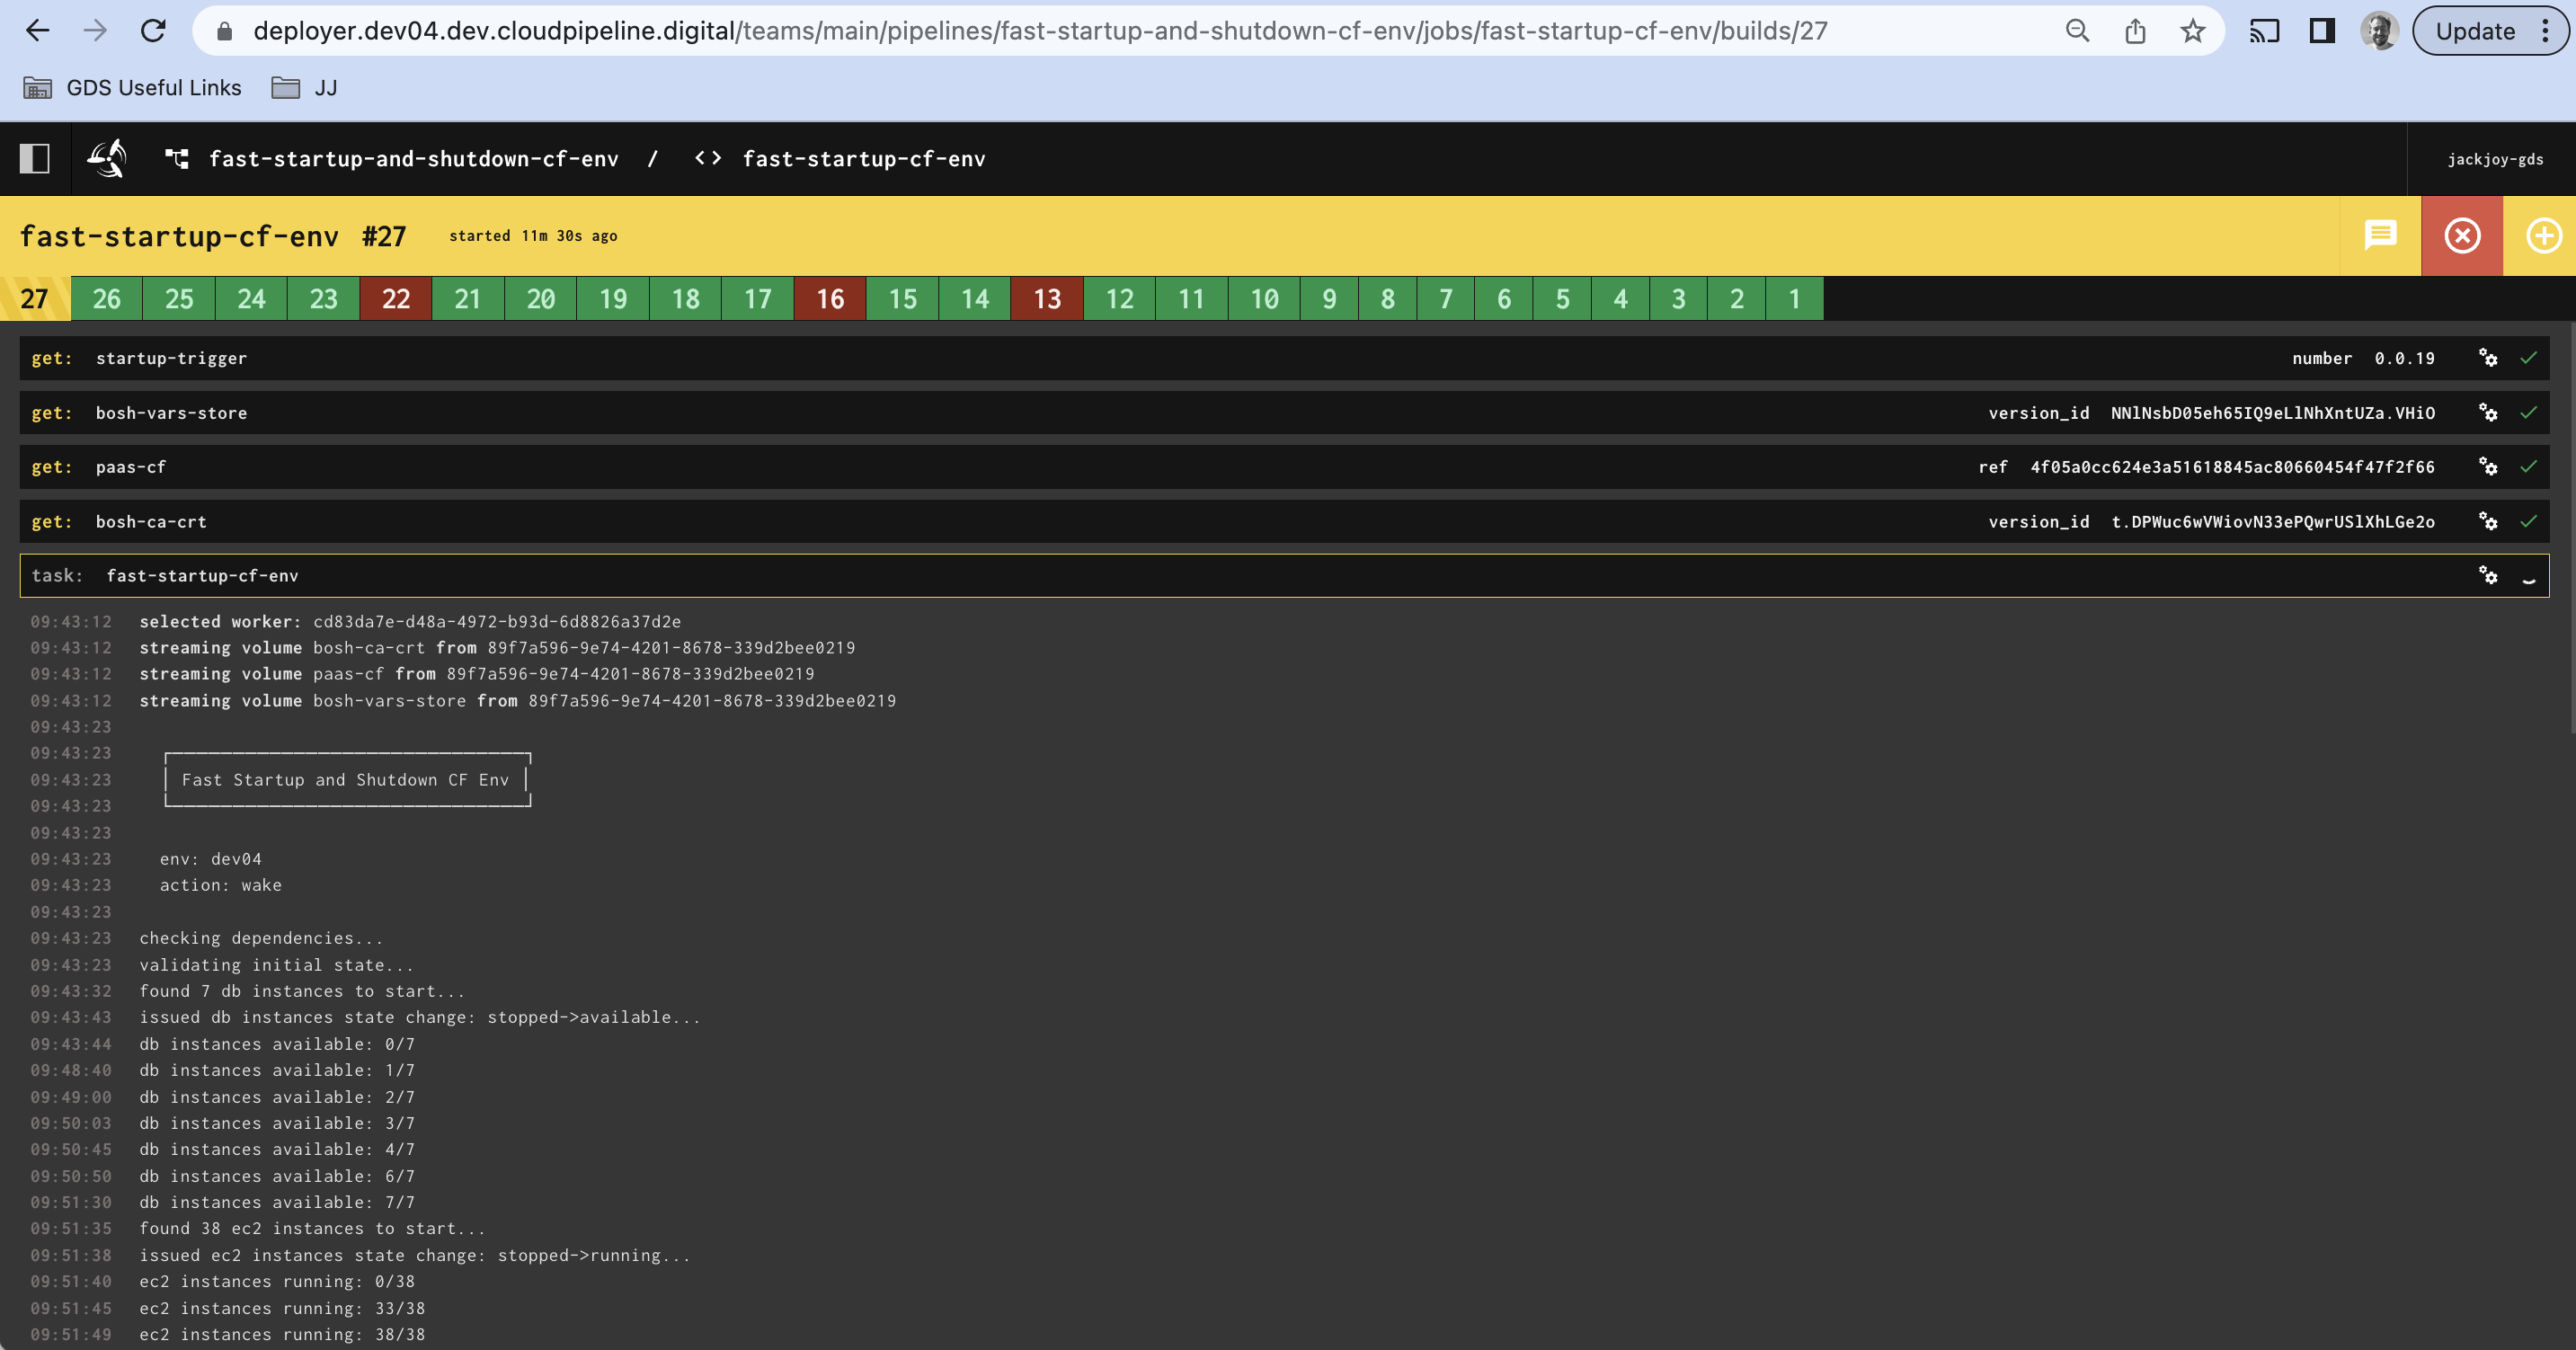 deployer.dev04.dev.cloudpipeline.digital/teams/main/pipelines/fast-startup-and-shutdown-cf-env/jobs/fast-startup-cf-env/builds/27 Update
GDS Useful Links JJ
fast-startup-and-shutdown-cf-env / <> fast-startup-cf-env jackjoy-gds
fast-startup-cf-env #27 started 11m 30s ago
27 26 25 24 23 22 21 20 19 18 17 16 15 14 13 12 11 10 9 8 7 6 5 4 3 2 1
get: startup-trigger number 0.0.19
get: bosh-vars-store version_id NNlNsbD05eh65IQ9eLlNhXntUZa.VHiO
get: paas-cf ref 4f05a0cc624e3a51618845ac80660454f47f2f66
get: bosh-ca-crt version_id t.DPWuc6wVWiovN33ePQwrUSlXhLGe2o
task: fast-startup-cf-env
09:43:12 selected worker: cd83da7e-d48a-4972-b93d-6d8826a37d2e
09:43:12 streaming volume bosh-ca-crt from 89f7a596-9e74-4201-8678-339d2bee0219
09:43:12 streaming volume paas-cf from 89f7a596-9e74-4201-8678-339d2bee0219
09:43:12 streaming volume bosh-vars-store from 89f7a596-9e74-4201-8678-339d2bee0219
09:43:23
09:43:23
09:43:23 Fast Startup and Shutdown CF Env
09:43:23
09:43:23
09:43:23 env: dev04
09:43:23 action: wake
09:43:23
09:43:23 checking dependencies...
09:43:23 validating initial state...
09:43:32 found 7 db instances to start...
09:43:43 issued db instances state change: stopped->available...
09:43:44 db instances available: 0/7
09:48:40 db instances available: 1/7
09:49:00 db instances available: 2/7
09:50:03 db instances available: 3/7
09:50:45 db instances available: 4/7
09:50:50 db instances available: 6/7
09:51:30 db instances available: 7/7
09:51:35 found 38 ec2 instances to start...
09:51:38 issued ec2 instances state change: stopped->running...
09:51:40 ec2 instances running: 0/38
09:51:45 ec2 instances running: 33/38
09:51:49 ec2 instances running: 38/38